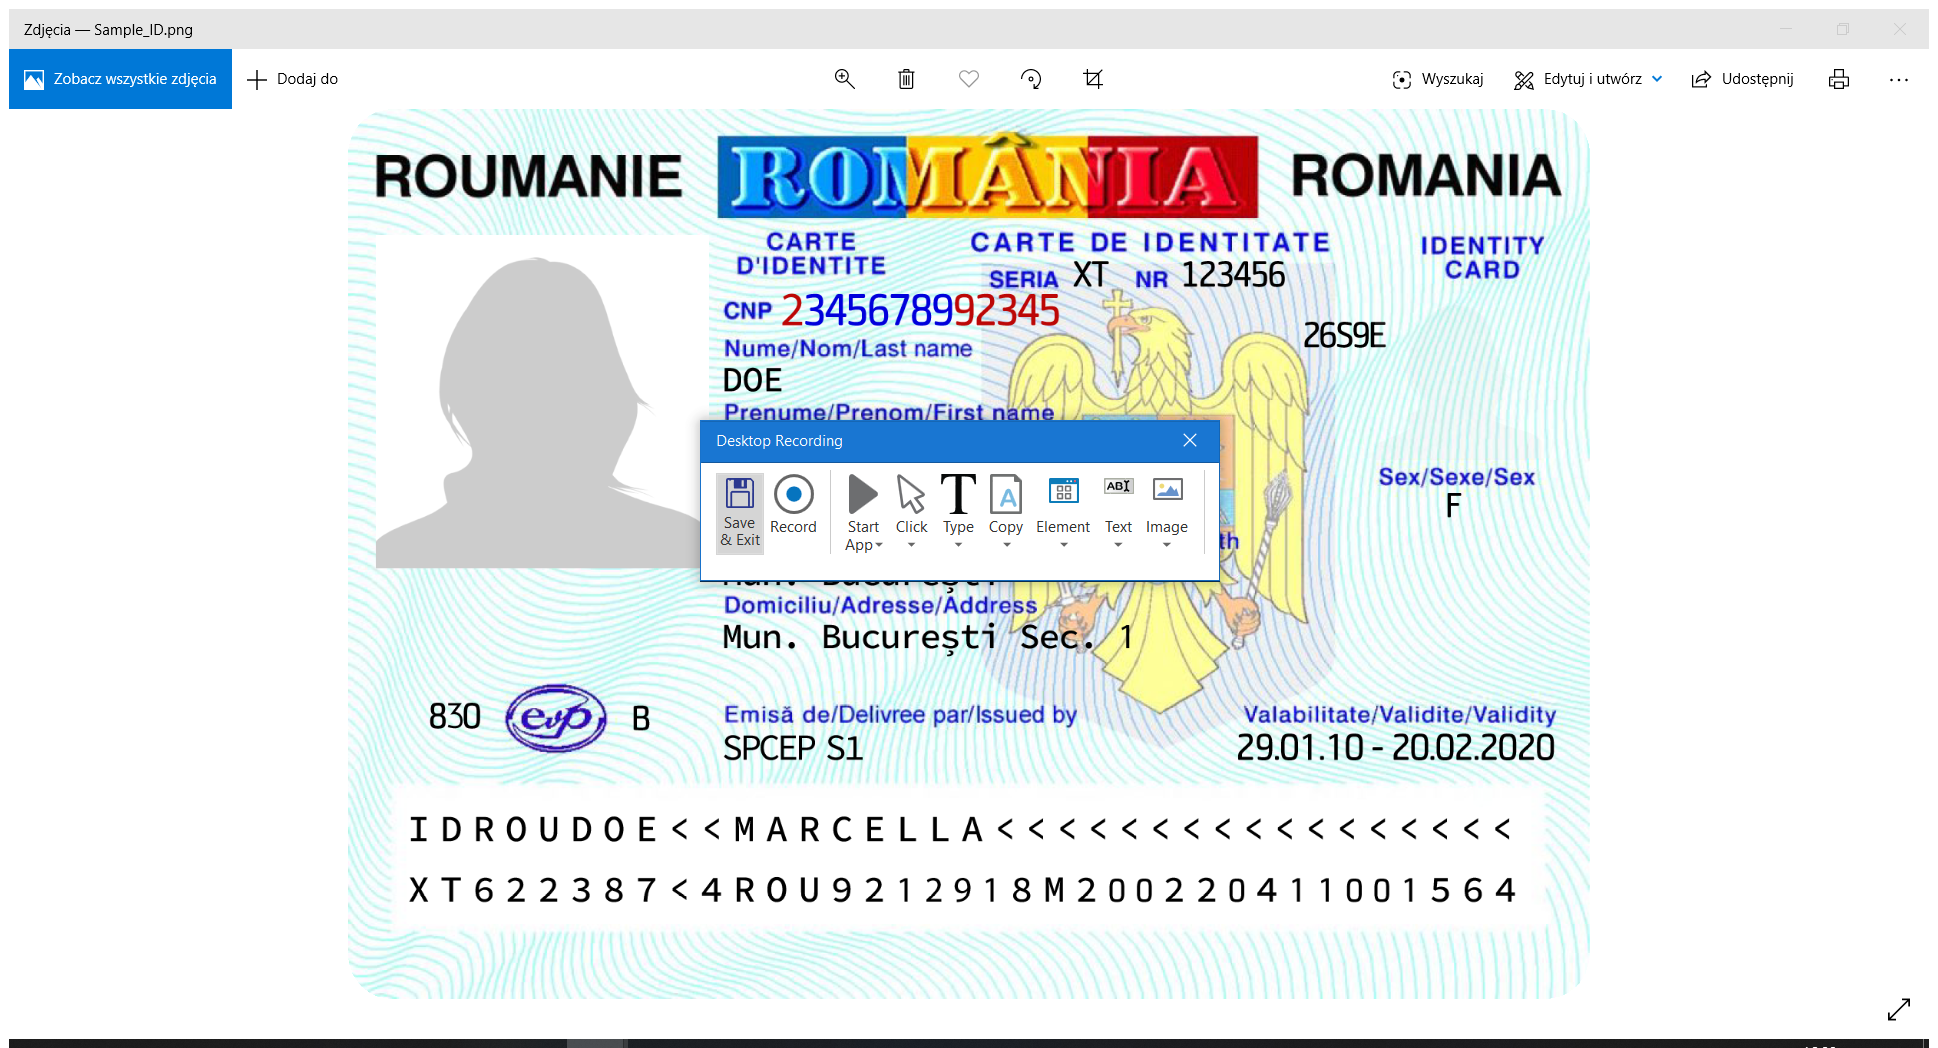 Zdjęcia — Sample_ID.png
Zobacz wszystkie zdjęcia
Dodaj do
Wyszukaj
Edytuj i utwórz
Udostępnij
ROUMANIE
ROMÂNIA
ROMANIA
CARTE D'IDENTITE
CARTE DE IDENTITATE
IDENTITY CARD
SERIA XT NR 123456
CNP 2345678992345
26S9E
Nume/Nom/Last name
DOE
Prenume/Prenom/First name
Desktop Recording
Save & Exit
Record
Start App
Click
Type
Copy
Element
Text
Image
Sex/Sexe/Sex
F
Mun. București
Domiciliu/Adresse/Address
Mun. București Sec. 1
830 evp B
Emisă de/Delivree par/Issued by
SPCEP S1
Valabilitate/Validite/Validity
29.01.10 - 20.02.2020
IDROUDOE<<MARCELLA<<<<<<<<<<<<<<<<<
XT622387<4ROU9212918M200220411001564